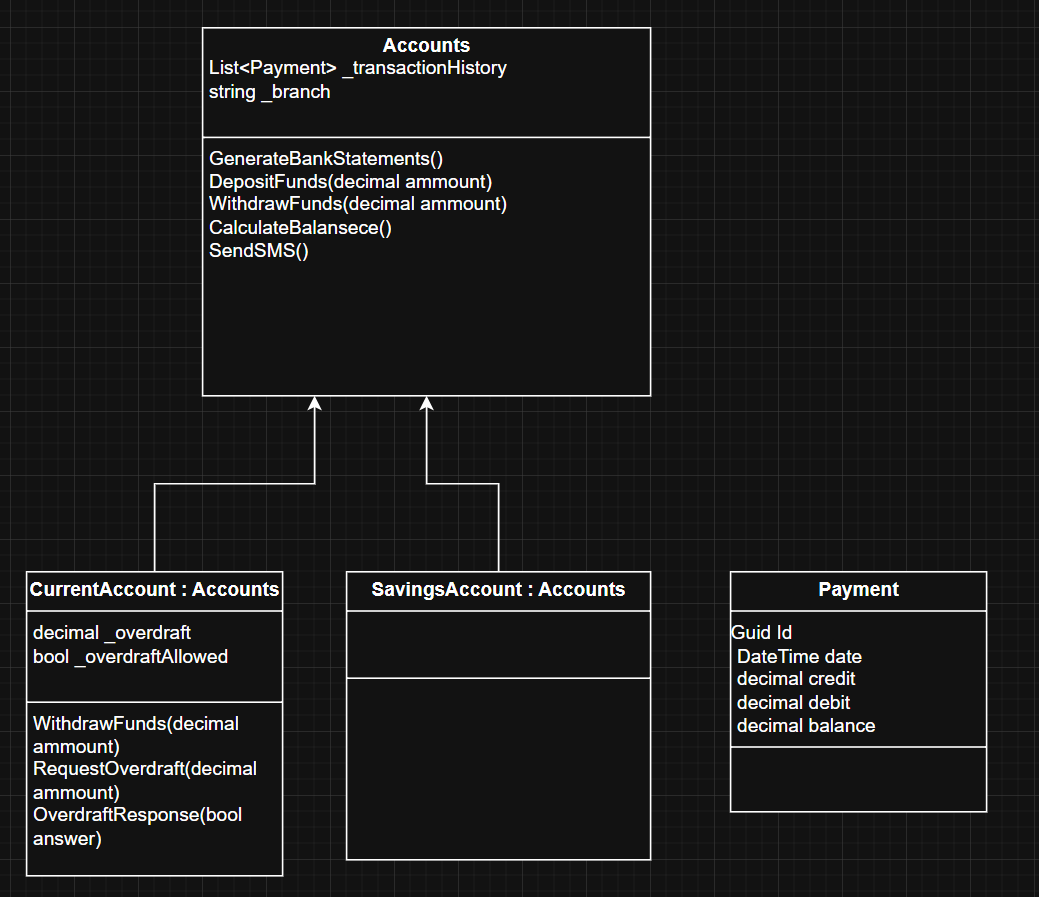 Accounts
List<Payment> _transactionHistory
string _branch
GenerateBankStatements()
DepositFunds(decimal ammount)
WithdrawFunds(decimal ammount)
CalculateBalansece()
SendSMS()
CurrentAccount : Accounts
decimal _overdraft
bool _overdraftAllowed
WithdrawFunds(decimal
ammount)
RequestOverdraft(decimal
ammount)
OverdraftResponse(bool
answer)
SavingsAccount : Accounts
Payment
Guid Id
DateTime date
decimal credit
decimal debit
decimal balance